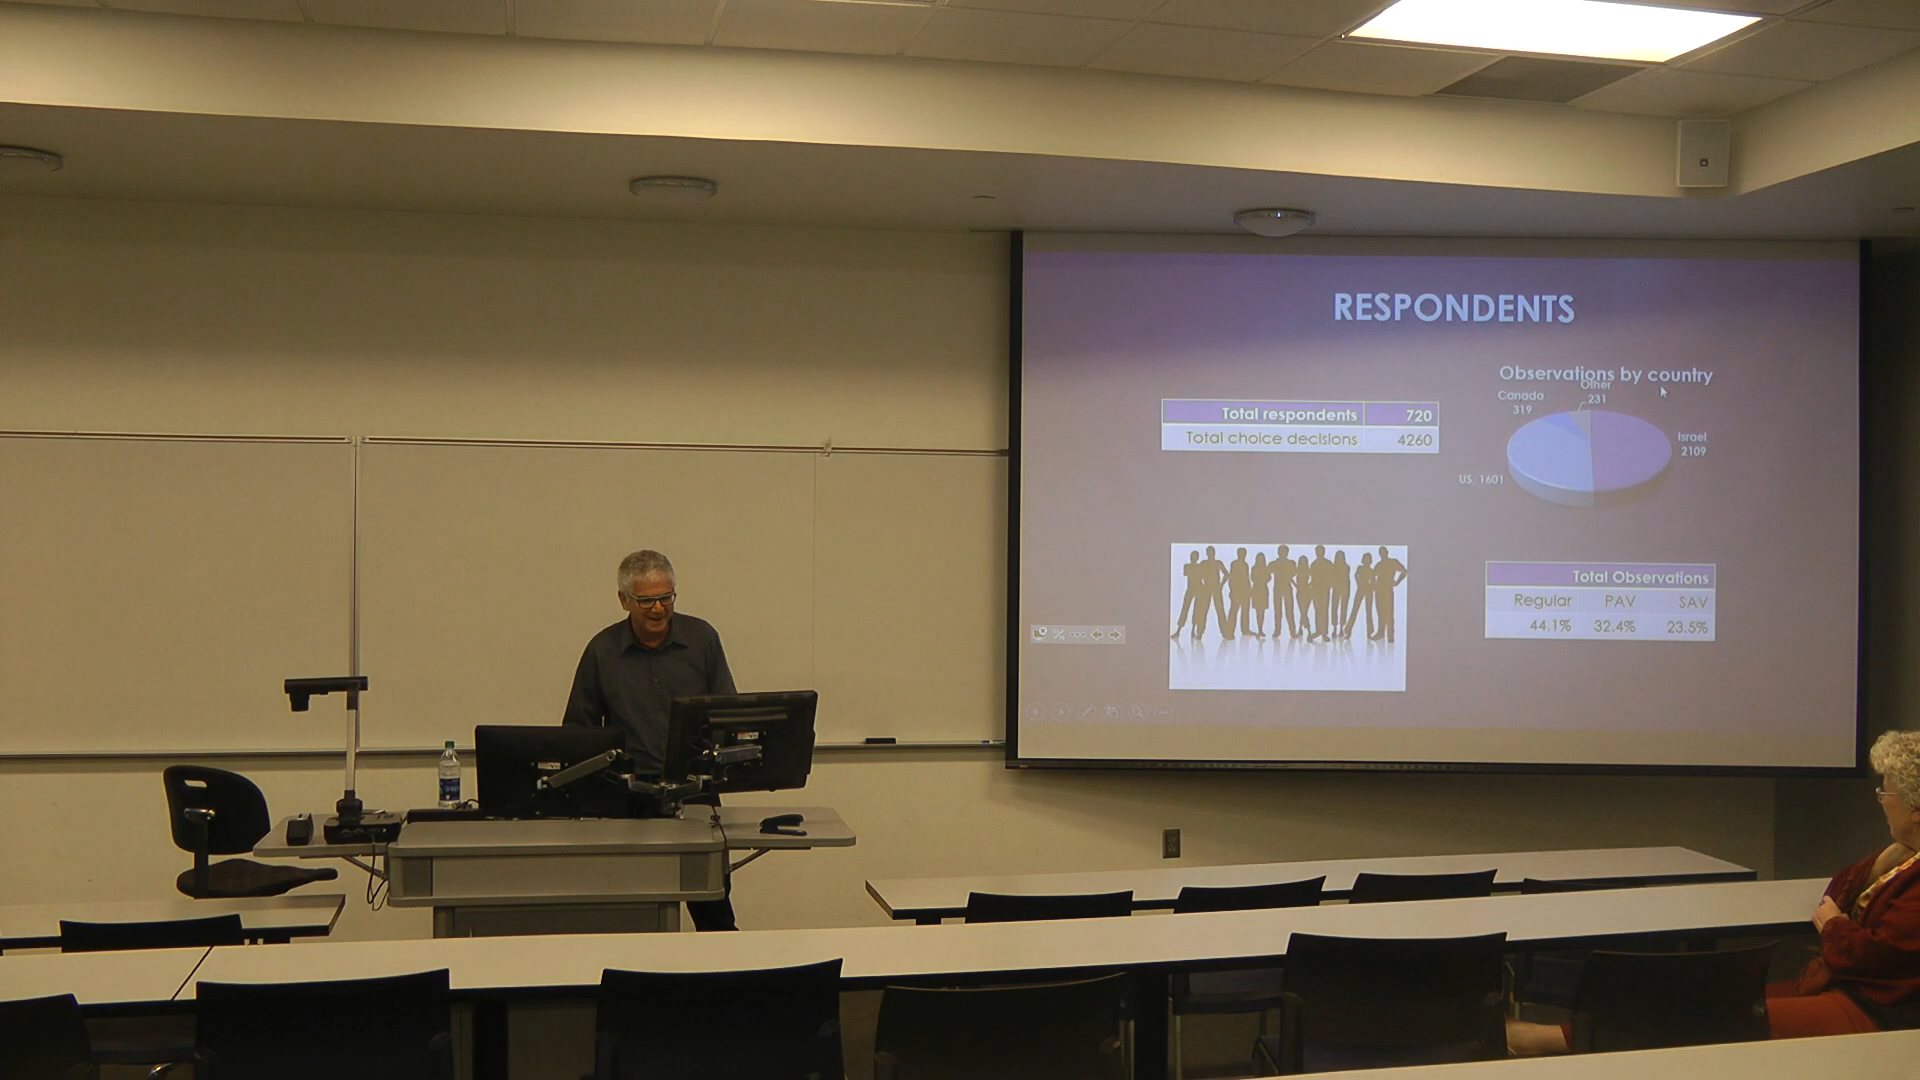 RESPONDENTS
Observations by country
Other
231
Canada
319
Israel
2109
US, 1601
Total respondents 720
Total choice decisions 4260
Total Observations
Regular PAV SAV
44.1% 32.4% 23.5%